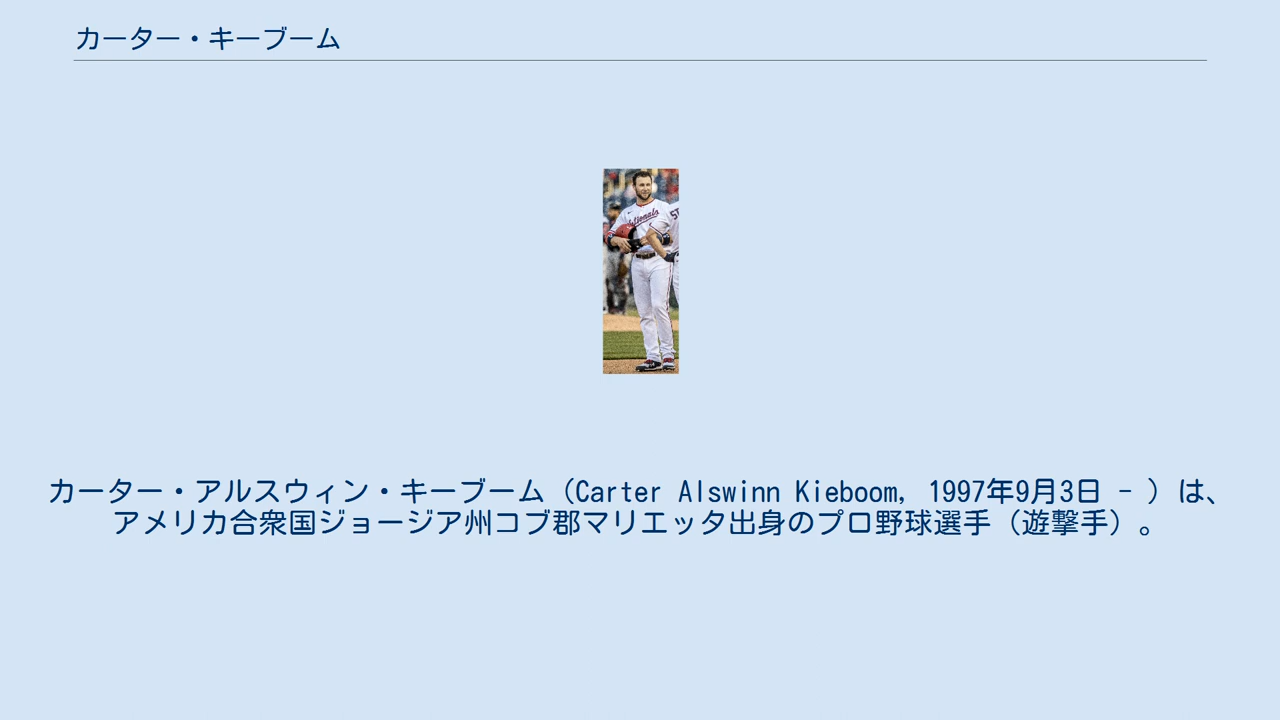 カーター・キーブーム
カーター・アルスウィン・キーブーム（Carter Alswinn Kieboom, 1997年9月3日 - ）は、
アメリカ合衆国ジョージア州コブ郡マリエッタ出身のプロ野球選手（遊撃手）。